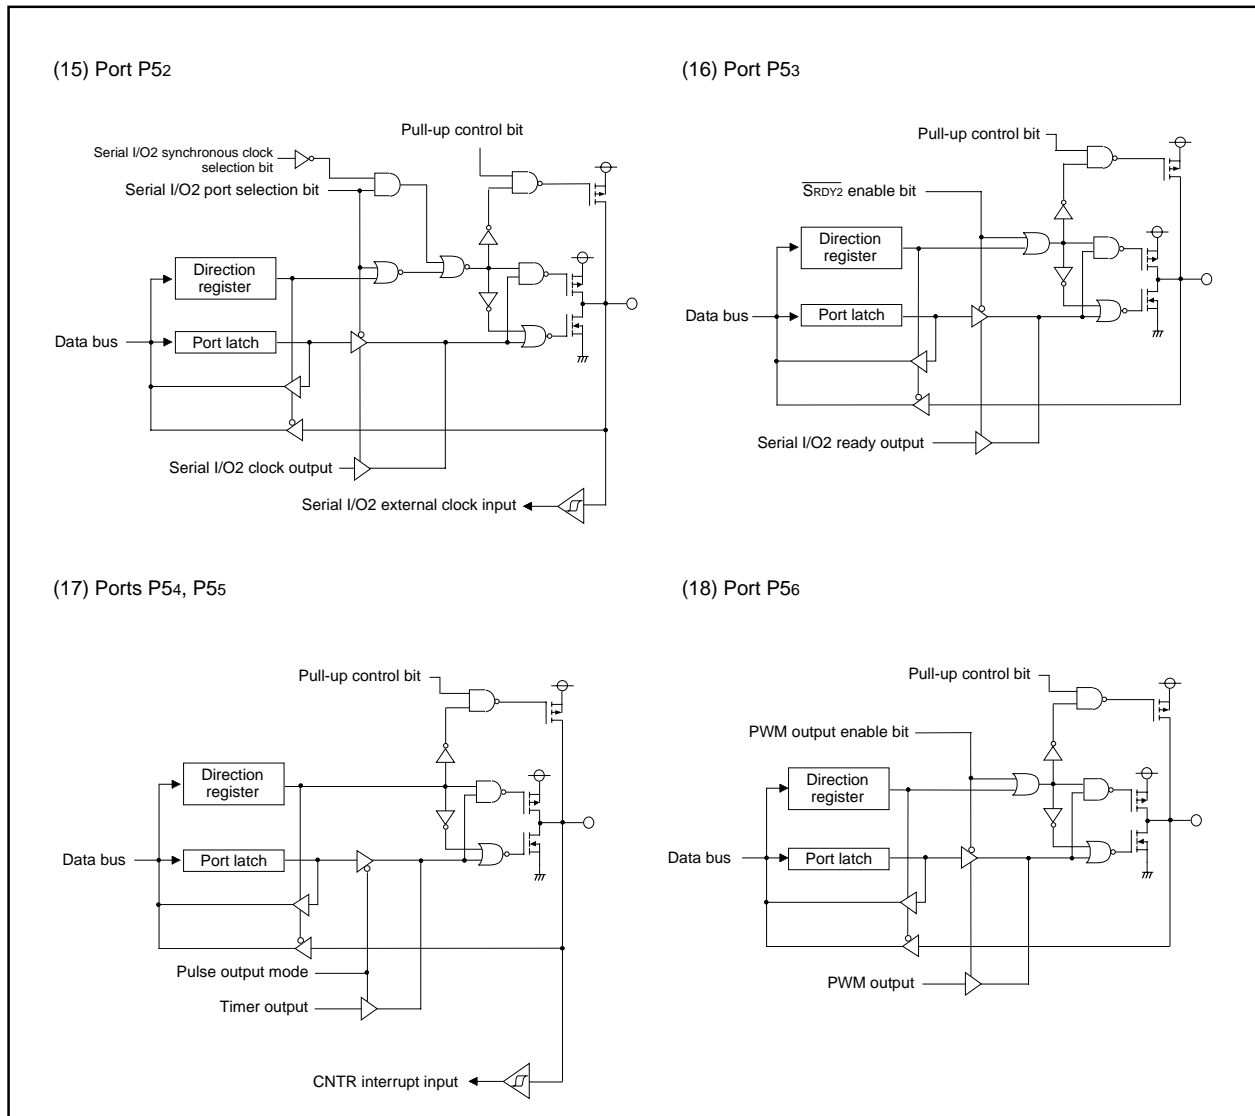 (15) Port P52
Pull-up control bit
Serial I/O2 synchronous clock
selection bit
Serial I/O2 port selection bit
Direction
register
Data bus
Port latch
Serial I/O2 clock output
Serial I/O2 external clock input
(16) Port P53
Pull-up control bit
SRDY2 enable bit
Direction
register
Data bus
Port latch
Serial I/O2 ready output
(17) Ports P54, P55
Pull-up control bit
Direction
register
Data bus
Port latch
Pulse output mode
Timer output
CNTR interrupt input
(18) Port P56
Pull-up control bit
PWM output enable bit
Direction
register
Data bus
Port latch
PWM output